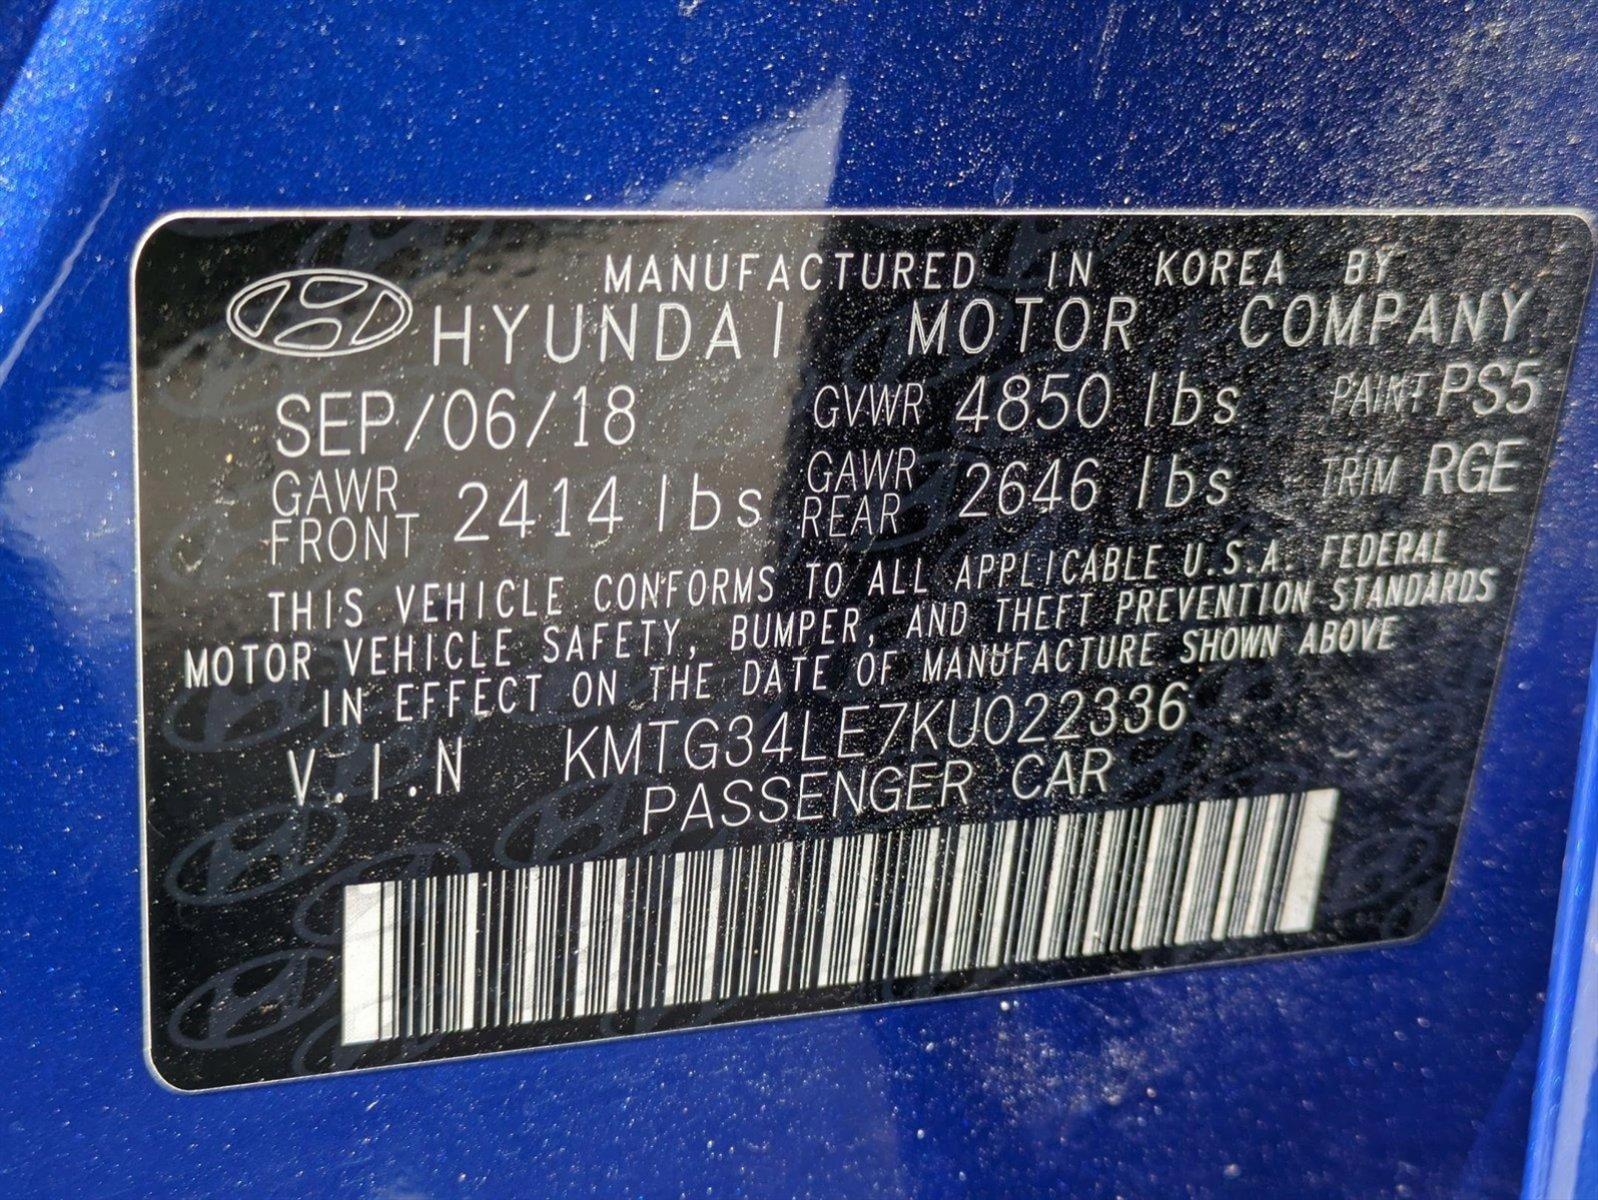 MANUFACTURED IN KOREA BY
HYUNDAI MOTOR COMPANY
SEP/06/18 GVWR 4850 lbs PAINT PS5
GAWR FRONT 2414 lbs GAWR REAR 2646 lbs TRIM RGE
THIS VEHICLE CONFORMS TO ALL APPLICABLE U.S.A. FEDERAL
MOTOR VEHICLE SAFETY, BUMPER, AND THEFT PREVENTION STANDARDS
IN EFFECT ON THE DATE OF MANUFACTURE SHOWN ABOVE
V.I.N KMTG34LE7KU022336
PASSENGER CAR